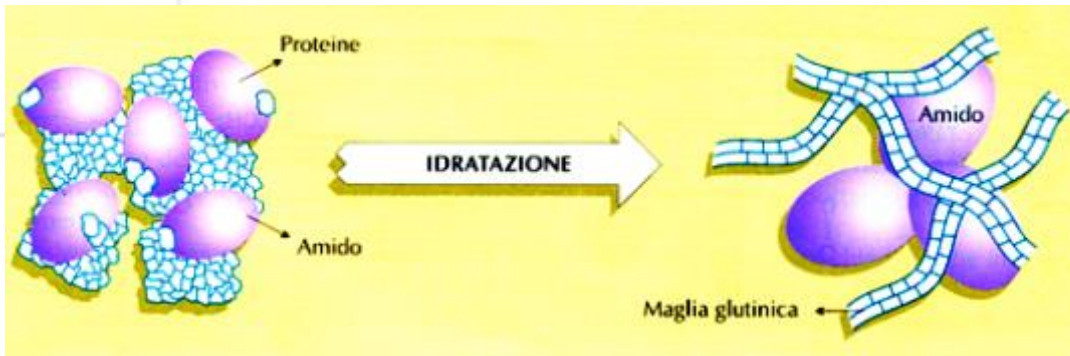 Proteine
Amido
IDRATAZIONE
Amido
Maglia glutinica